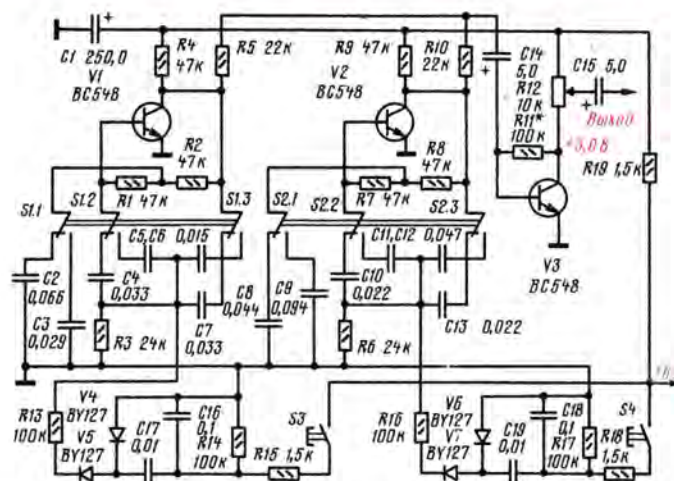 C1 250,0
V1
BC548
R4
47к
R5 22к
R9 47к
R10
22к
V2
BC548
C14
5,0
R12
10к
R11*
100к
C15 5,0
Выход
+3,0В
R19 1,5к
R2
47к
R8
47к
R1 47к
R7 47к
S1.1
S1.2
S1.3
S2.1
S2.2
S2.3
V3
BC548
C5,C6 0,015
C11,C12 0,047
C2
0,066
C4
0,033
C3
0,029
R3 24к
C7
0,033
C8
0,044
C9
0,094
C10
0,022
R6 24к
C13 0,022
R13
100к
V4
BY127
V5
BY127
C17
0,01
C16
0,1
R14
100к
R15 1,5к
S3
R16
100к
V6
BY127
V7
BY127
C19
0,01
C18
0,1
R17
100к
R18
1,5к
S4